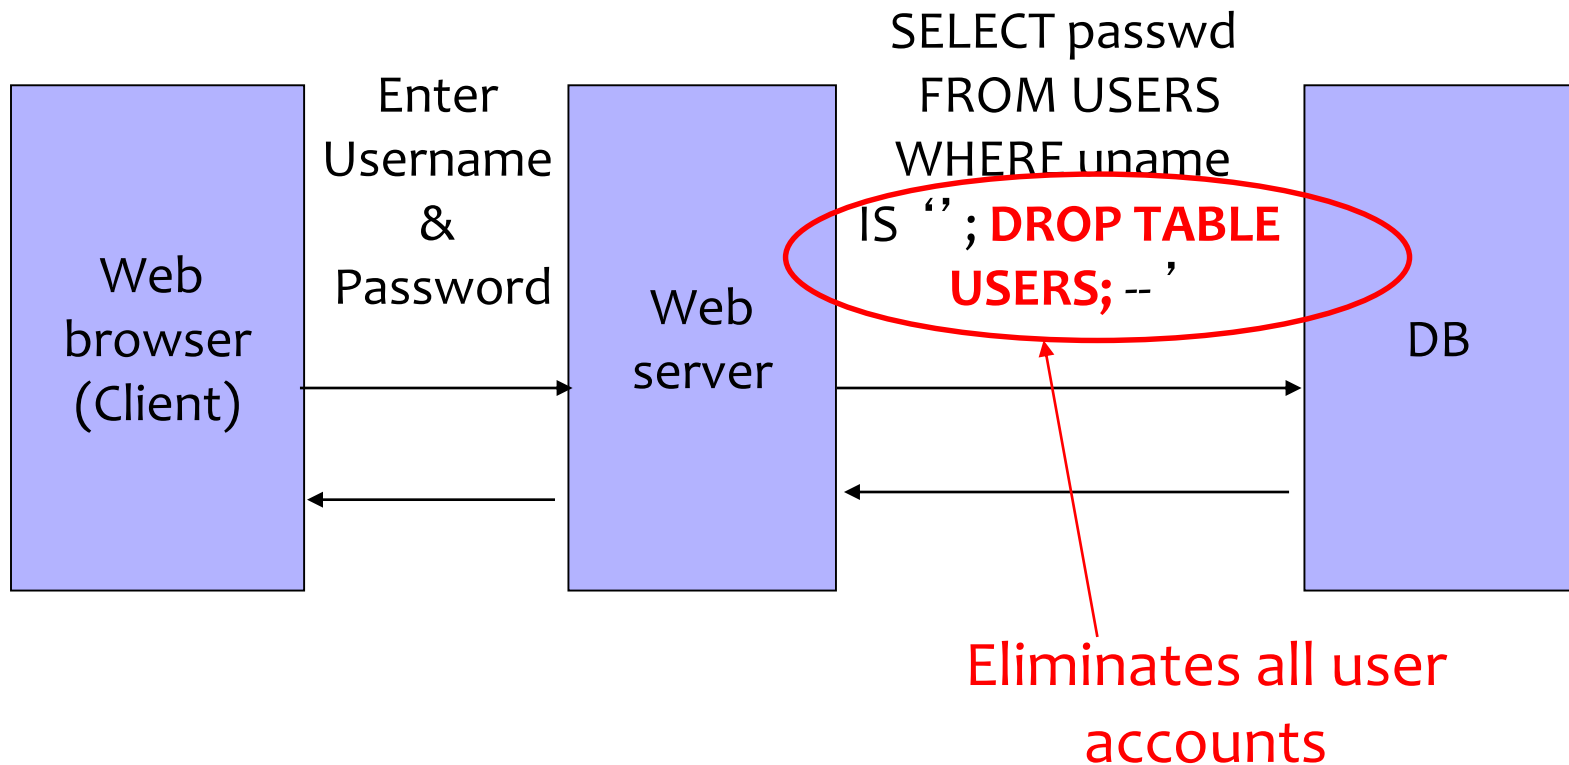 Web
browser
(Client)
Enter
Username
&
Password
Web
server
SELECT passwd
FROM USERS
WHERE uname
IS ‘’ ; DROP TABLE
USERS; -- ’
DB
Eliminates all user
accounts